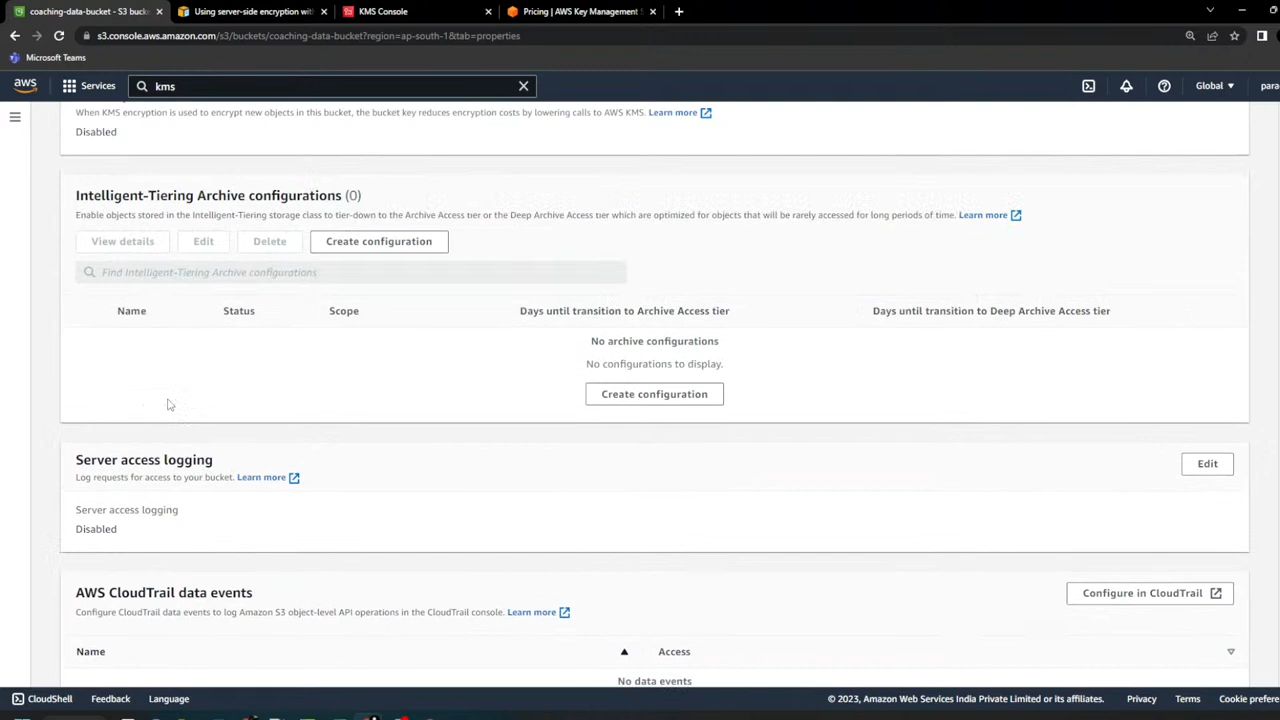 coaching-data-bucket - S3 buck
Using server-side encryption with
KMS Console
Pricing | AWS Key Management S
s3.console.aws.amazon.com/s3/buckets/coaching-data-bucket?region=ap-south-1&tab=properties
Microsoft Teams
aws
Services
kms
Global
para
When KMS encryption is used to encrypt new objects in this bucket, the bucket key reduces encryption costs by lowering calls to AWS KMS. Learn more
Disabled
Intelligent-Tiering Archive configurations (0)
Enable objects stored in the Intelligent-Tiering storage class to tier-down to the Archive Access tier or the Deep Archive Access tier which are optimized for objects that will be rarely accessed for long periods of time. Learn more
View details
Edit
Delete
Create configuration
Find Intelligent-Tiering Archive configurations
Name
Status
Scope
Days until transition to Archive Access tier
Days until transition to Deep Archive Access tier
No archive configurations
No configurations to display.
Create configuration
Server access logging
Edit
Log requests for access to your bucket. Learn more
Server access logging
Disabled
AWS CloudTrail data events
Configure in CloudTrail
Configure CloudTrail data events to log Amazon S3 object-level API operations in the CloudTrail console. Learn more
Name
Access
No data events
CloudShell
Feedback
Language
© 2023, Amazon Web Services India Private Limited or its affiliates.
Privacy
Terms
Cookie prefere